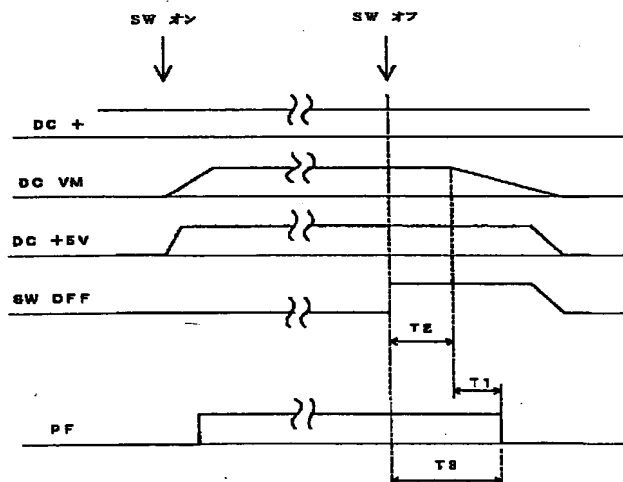 SW オン
SW オフ
DC +
DC VM
DC +5V
SW OFF
T2
T1
PF
T3